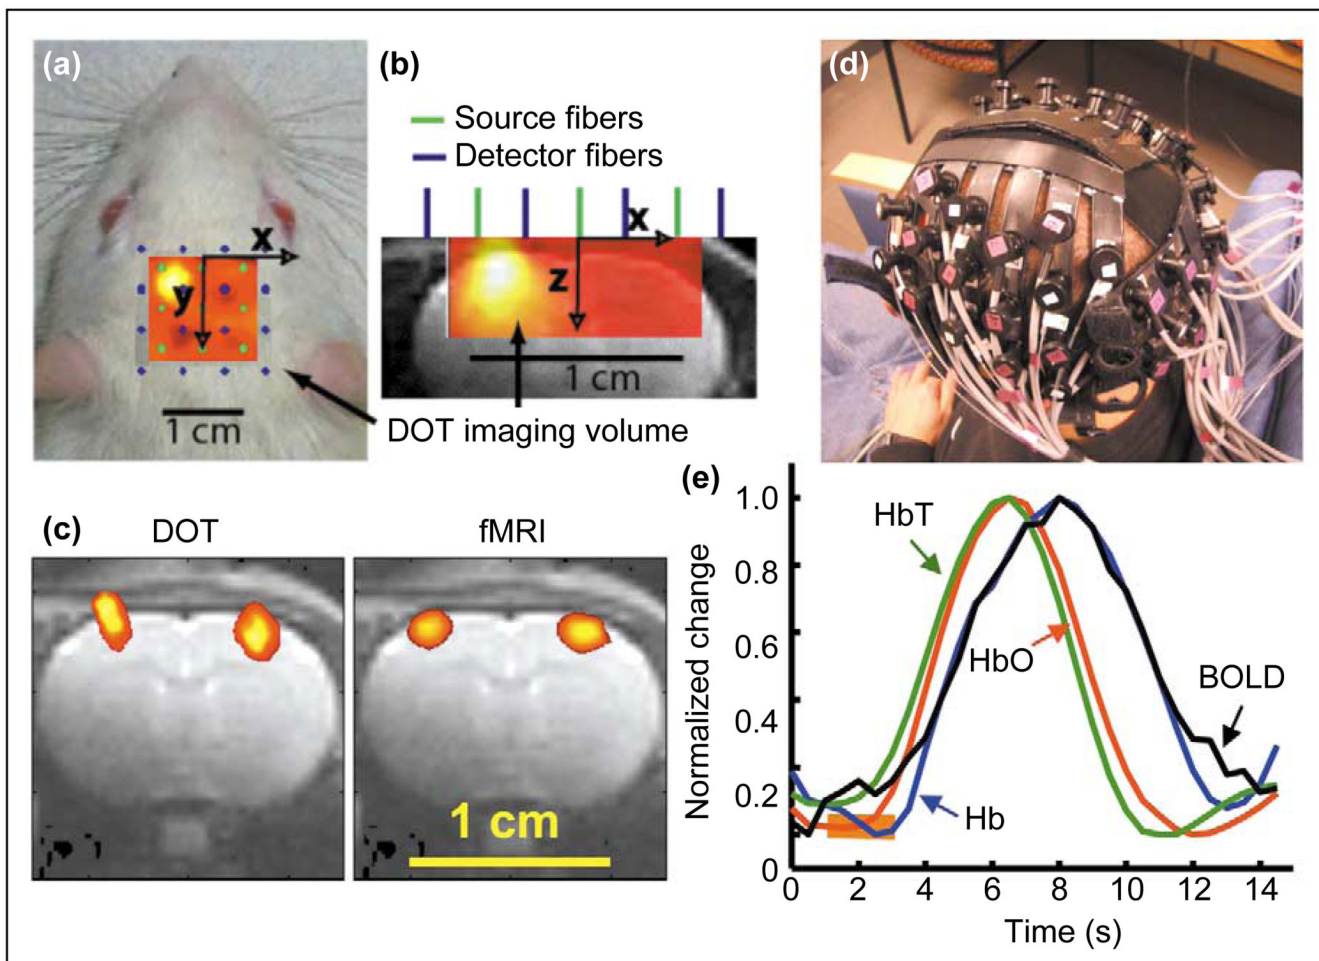 (a)
x
y
1 cm
(b)
Source fibers
Detector fibers
x
z
1 cm
DOT imaging volume
(c)
DOT
fMRI
1 cm
(d)
(e)
Normalized change
1.0
0.8
0.6
0.4
0.2
0
HbT
HbO
BOLD
Hb
0 2 4 6 8 10 12 14
Time (s)